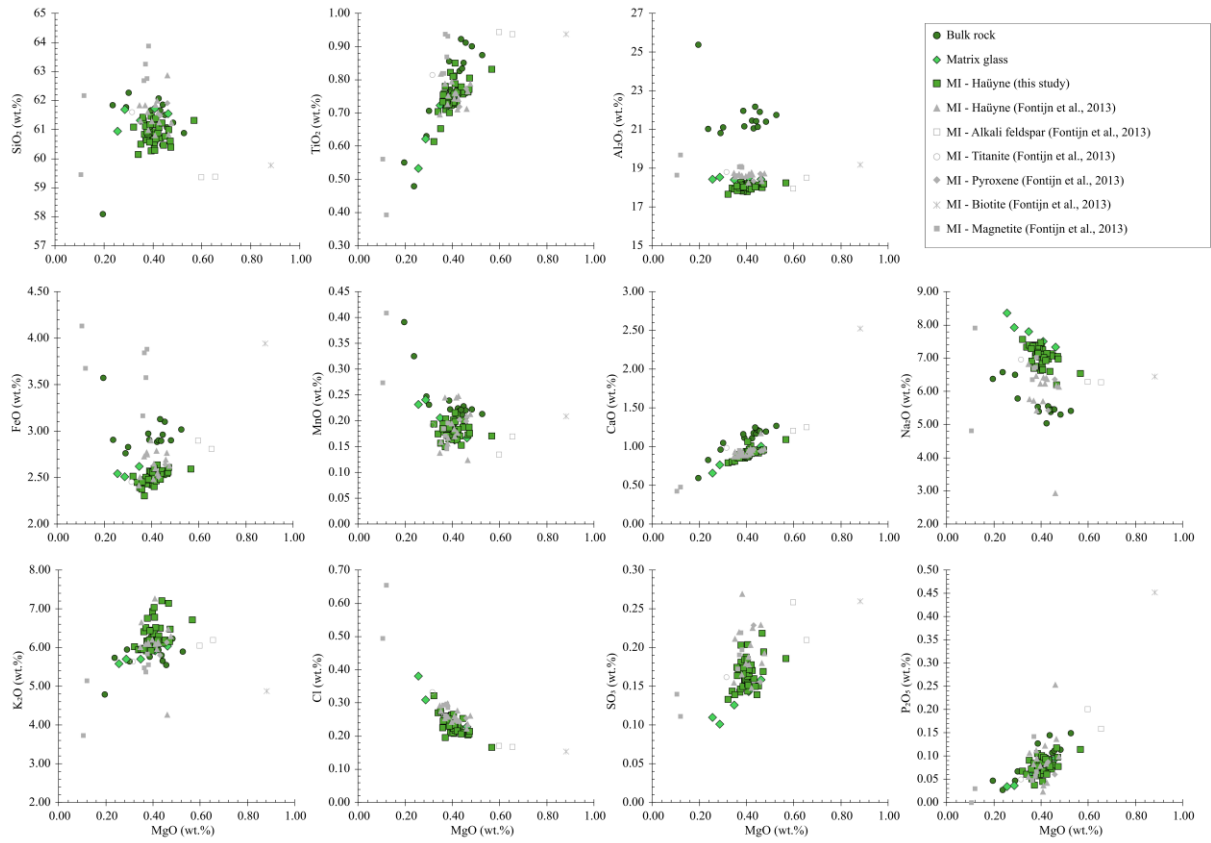 65
63
62
61
60
58
57
0.00 0.20 0.40 0.60 0.80 1.00
SiO₂ (wt.%)
1.00
0.90
0.80
0.70
0.60
0.50
0.40
0.30
0.00 0.20 0.40 0.60 0.80 1.00
TiO₂ (wt.%)
27
25
23
21
19
17
15
0.00 0.20 0.40 0.60 0.80 1.00
Al₂O₃ (wt.%)
Bulk rock
Matrix glass
MI - Haüyne (this study)
MI - Haüyne (Fontijn et al., 2013)
MI - Alkali feldspar (Fontijn et al., 2013)
MI - Titanite (Fontijn et al., 2013)
MI - Pyroxene (Fontijn et al., 2013)
MI - Biotite (Fontijn et al., 2013)
MI - Magnetite (Fontijn et al., 2013)
4.50
4.00
3.50
3.00
2.50
2.00
0.00 0.20 0.40 0.60 0.80 1.00
FeO (wt.%)
0.45
0.40
0.35
0.30
0.25
0.20
0.15
0.10
0.05
0.00
0.00 0.20 0.40 0.60 0.80 1.00
MnO (wt.%)
3.00
2.50
2.00
1.50
1.00
0.50
0.00
0.00 0.20 0.40 0.60 0.80 1.00
CaO (wt.%)
9.00
8.00
7.00
6.00
5.00
4.00
3.00
2.00
0.00 0.20 0.40 0.60 0.80 1.00
Na₂O (wt.%)
8.00
7.00
6.00
5.00
4.00
3.00
2.00
0.00 0.20 0.40 0.60 0.80 1.00
K₂O (wt.%)
MgO (wt.%)
0.70
0.60
0.50
0.40
0.30
0.20
0.10
0.00
0.00 0.20 0.40 0.60 0.80 1.00
Cl (wt.%)
MgO (wt.%)
0.30
0.25
0.20
0.15
0.10
0.05
0.00
0.00 0.20 0.40 0.60 0.80 1.00
SO₃ (wt.%)
MgO (wt.%)
0.50
0.45
0.40
0.35
0.30
0.25
0.20
0.15
0.10
0.05
0.00
0.00 0.20 0.40 0.60 0.80 1.00
P₂O₅ (wt.%)
MgO (wt.%)